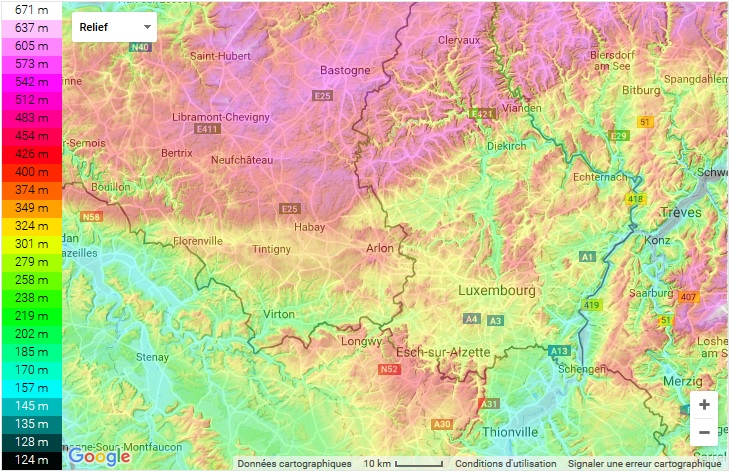 671 m
637 m
605 m
573 m
542 m
512 m
483 m
454 m
426 m
400 m
374 m
349 m
324 m
301 m
279 m
258 m
238 m
219 m
202 m
185 m
170 m
157 m
145 m
135 m
128 m
124 m
Relief
N40
Clervaux
Saint-Hubert
Biersdorf
am See
Bastogne
Spangdahlem
Bitburg
E25
Vianden
Libramont-Chevigny
E421
51
E411
E29
Diekirch
Bertrix
Neufchâteau
Echternach
Bouillon
418
E25
Trèves
N58
Habay
Konz
Florenville
Tintigny
Arlon
A1
Saarburg
Luxembourg
407
419
Virton
A4
A3
51
Longwy
Esch-sur-Alzette
A13
Stenay
N52
Schengen
Merzig
A31
A30
Thionville
+
−
Google
Données cartographiques
10 km
Conditions d'utilisation
Signaler une erreur cartographique